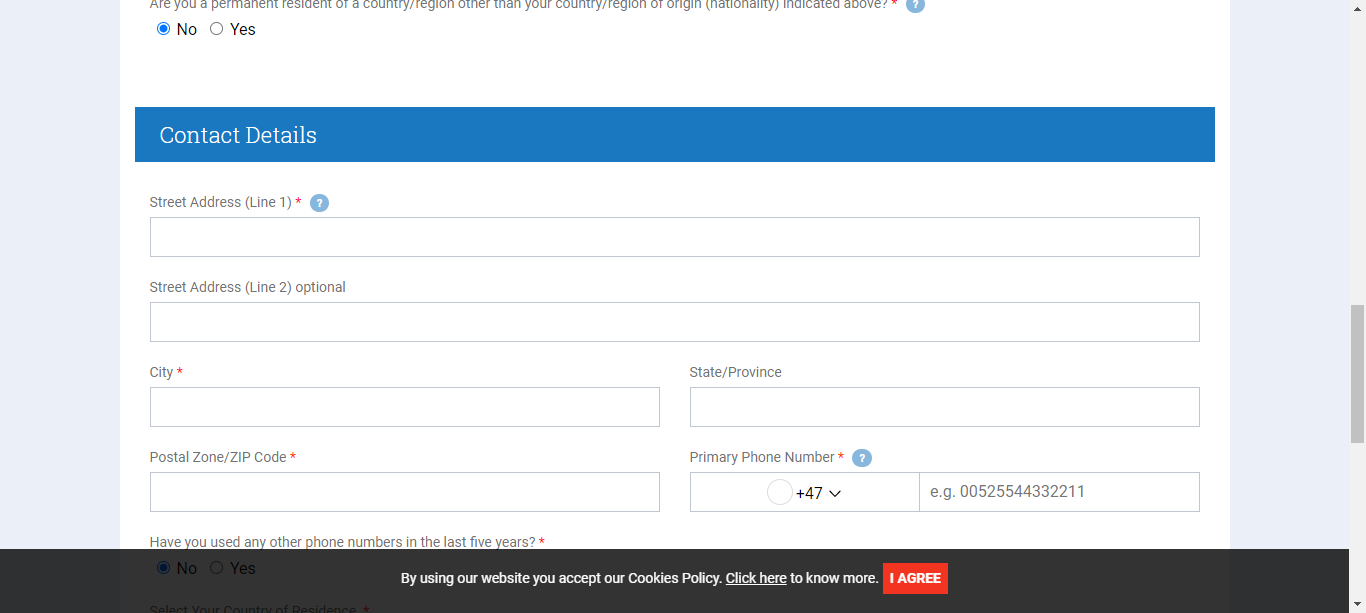 Are you a permanent resident of a country/region other than your country/region of origin (nationality) indicated above? * ?
No Yes
Contact Details
Street Address (Line 1) * ?
Street Address (Line 2) optional
City *
State/Province
Postal Zone/ZIP Code *
Primary Phone Number * ?
+47
e.g. 00525544332211
Have you used any other phone numbers in the last five years? *
No Yes
By using our website you accept our Cookies Policy. Click here to know more. I AGREE
Select Your Country of Residence *